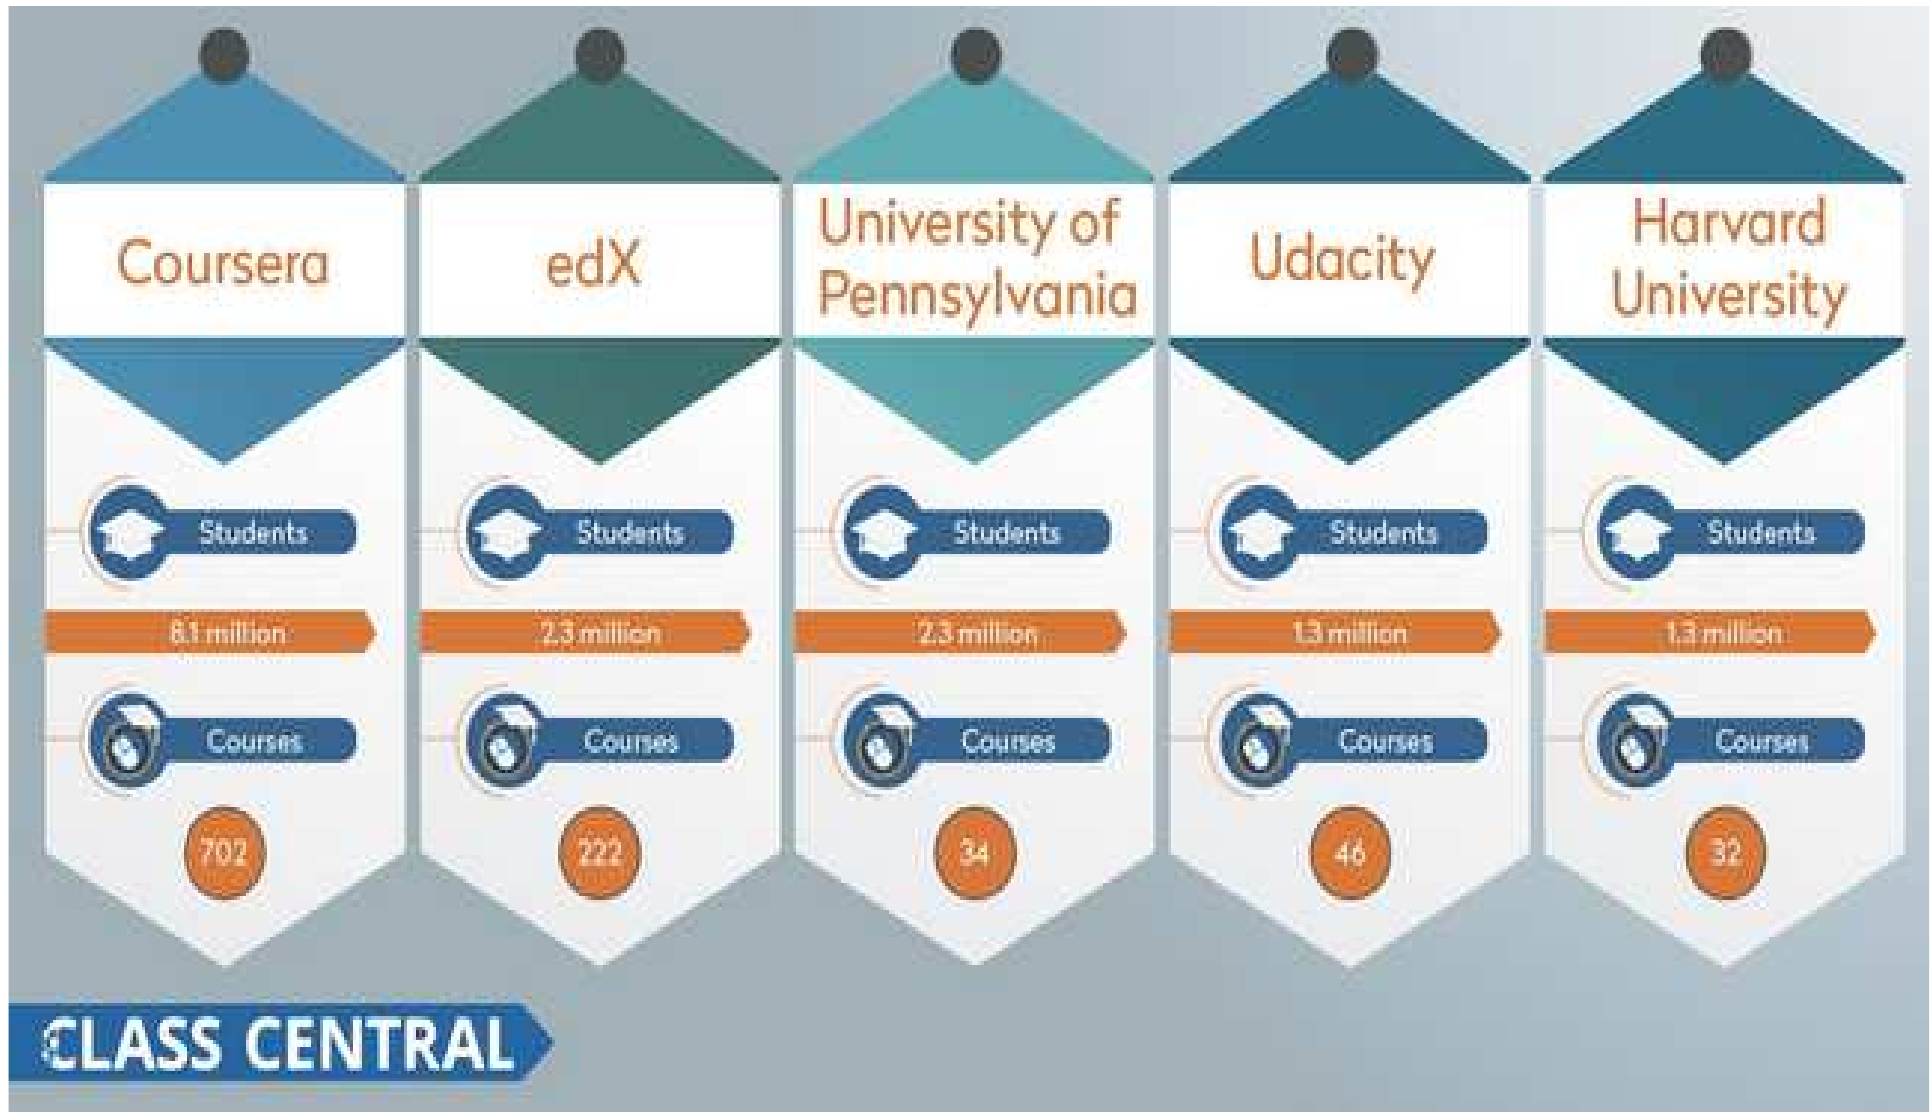 Coursera
edX
University of
Pennsylvania
Udacity
Harvard
University
Students
Students
Students
Students
Students
8.1 million
2.3 million
2.3 million
1.3 million
1.3 million
Courses
Courses
Courses
Courses
Courses
702
222
34
46
32
CLASS CENTRAL